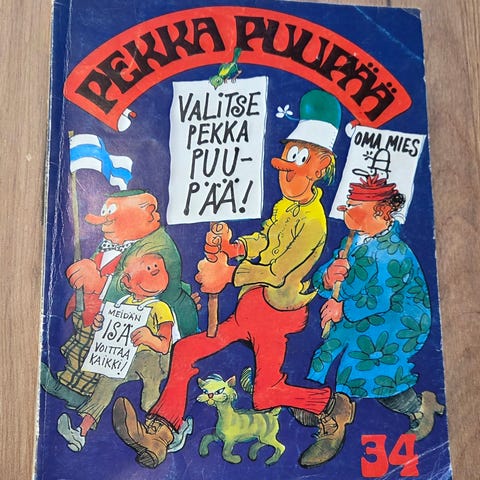 PEKKA PUUPÄÄ
VALITSE
PEKKA
PUU-
PÄÄ!
OMA MIES
MEIDÄN
ISÄ
VOITTAA
KAIKKI!
34